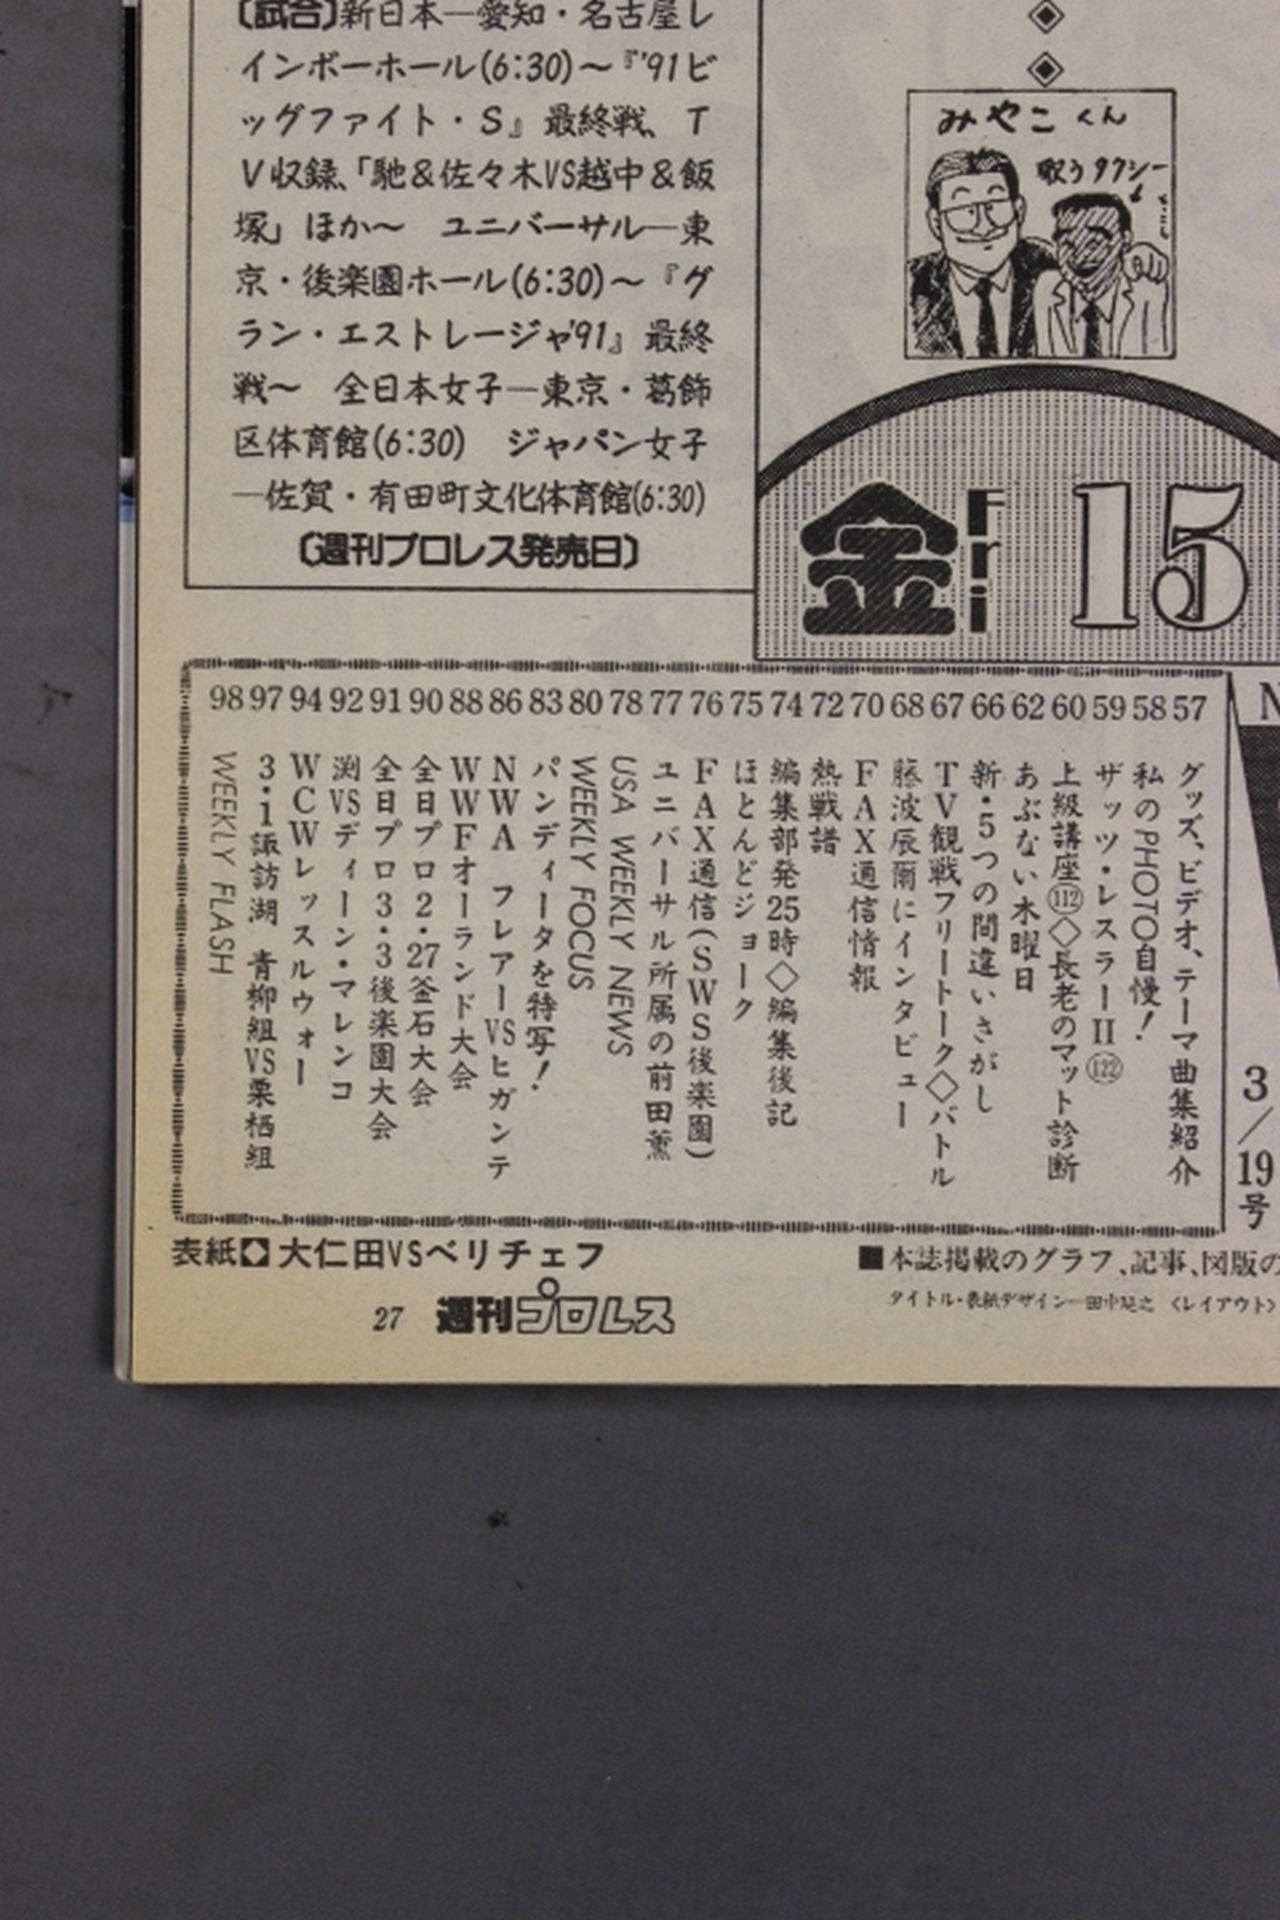 〔試合〕新日本―愛知・名古屋レ
インボーホール(6:30)～『'91ビ
ッグファイト・S』最終戦、T
V収録、「馳＆佐々木VS越中＆飯
塚」ほか～　ユニバーサル―東
京・後楽園ホール(6:30)～『グ
ラン・エストレージャ'91』最終
戦～　全日本女子―東京・葛飾
区体育館(6:30)　ジャパン女子
―佐賀・有田町文化体育館(6:30)
〔週刊プロレス発売日〕
みやこくん
歌うタクシー
金 Fri 15
57 グッズ、ビデオ、テーマ曲集紹介
58 私のPHOTO自慢！
59 ザッツ・レスラーⅡ(122)
60 上級講座(112)◇長老のマット診断
62 あぶない木曜日
66 新・5つの間違いさがし
67 TV観戦フリートーク◇バトル
68 藤波辰爾にインタビュー
70 FAX通信情報
72 熱戦譜
74 編集部発25時◇編集後記
75 ほとんどジョーク
76 FAX通信(SWS後楽園)
77 ユニバーサル所属の前田薫
78 USA WEEKLY NEWS
80 WEEKLY FOCUS
83 パンディータを特写！
86 NWA フレアーVSヒガンテ
88 WWFオーランド大会
90 全日プロ2・27釜石大会
91 全日プロ3・3後楽園大会
92 渕VSディーン・マレンコ
94 WCWレッスルウォー
97 3・1諏訪湖 青柳組VS栗栖組
98 WEEKLY FLASH
N
3／19号
表紙◆大仁田VSベリチェフ
■本誌掲載のグラフ、記事、図版の
タイトル・表紙デザイン―田中 〈レイアウト〉
27 週刊プロレス